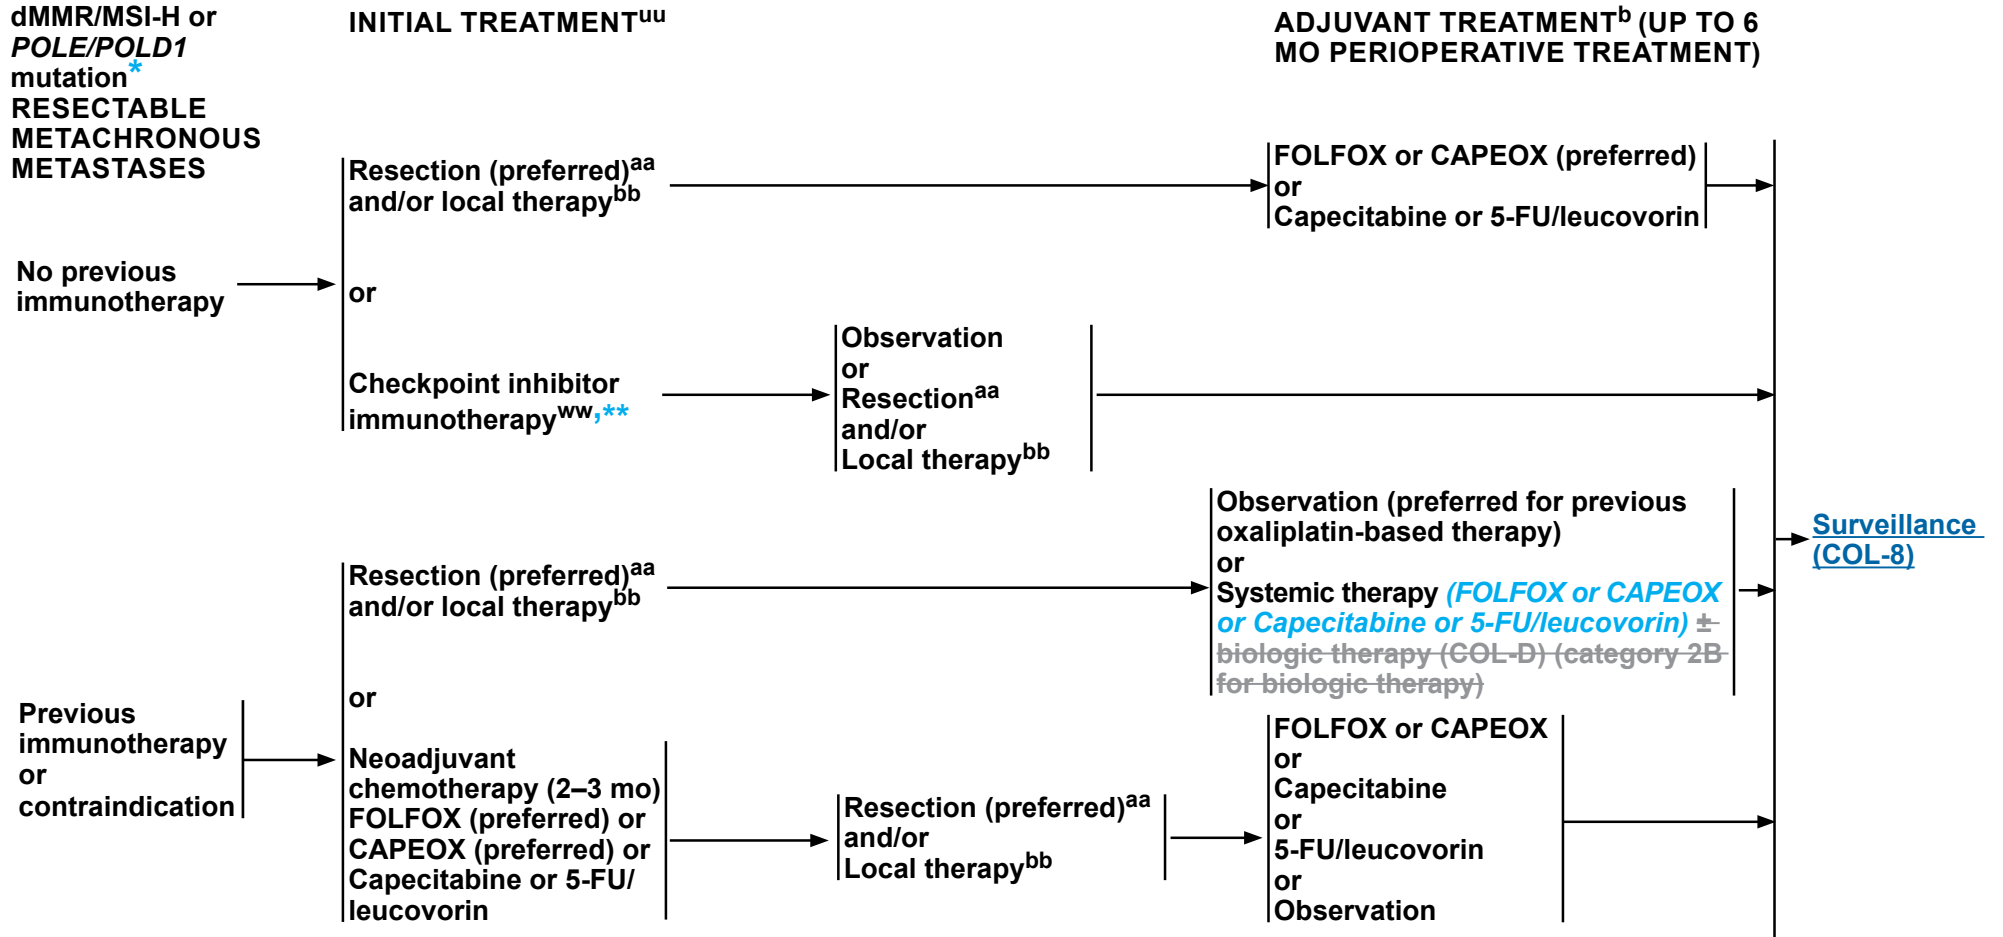 dMMR/MSI-H or
POLE/POLD1
mutation*
RESECTABLE
METACHRONOUS
METASTASES
INITIAL TREATMENTuu
ADJUVANT TREATMENTb (UP TO 6
MO PERIOPERATIVE TREATMENT)
No previous
immunotherapy
Resection (preferred)aa
and/or local therapybb
or
Checkpoint inhibitor
immunotherapyww,**
FOLFOX or CAPEOX (preferred)
or
Capecitabine or 5-FU/leucovorin
Observation
or
Resectionaa
and/or
Local therapybb
Previous
immunotherapy
or
contraindication
Resection (preferred)aa
and/or local therapybb
or
Neoadjuvant
chemotherapy (2–3 mo)
FOLFOX (preferred) or
CAPEOX (preferred) or
Capecitabine or 5-FU/
leucovorin
Observation (preferred for previous
oxaliplatin-based therapy)
or
Systemic therapy (FOLFOX or CAPEOX
or Capecitabine or 5-FU/leucovorin) ±
biologic therapy (COL-D) (category 2B
for biologic therapy)
Resection (preferred)aa
and/or
Local therapybb
FOLFOX or CAPEOX
or
Capecitabine
or
5-FU/leucovorin
or
Observation
Surveillance
(COL-8)